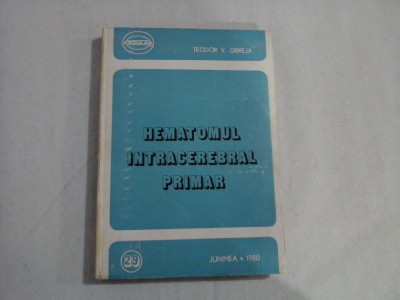 TEODOR V. OBREJA
HEMATOMUL
INTRACEREBRAL
PRIMAR
29
JUNIMEA • 1980